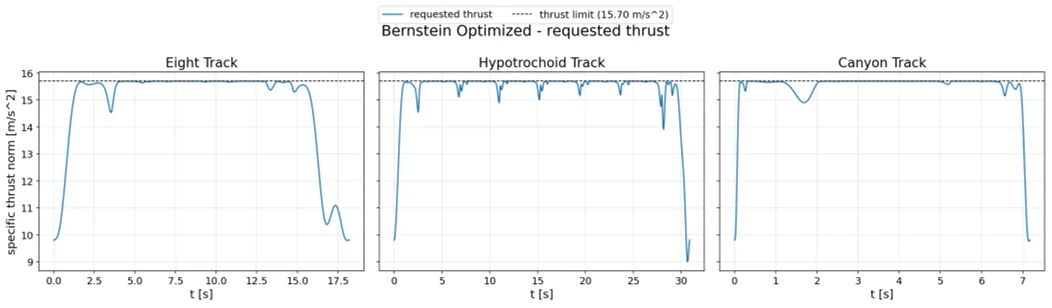 requested thrust
thrust limit (15.70 m/s^2)
Bernstein Optimized - requested thrust
Eight Track
Hypotrochoid Track
Canyon Track
specific thrust norm [m/s^2]
16
15
14
13
12
11
10
9
0.0 2.5 5.0 7.5 10.0 12.5 15.0 17.5
0 5 10 15 20 25 30
0 1 2 3 4 5 6 7
t [s]
t [s]
t [s]